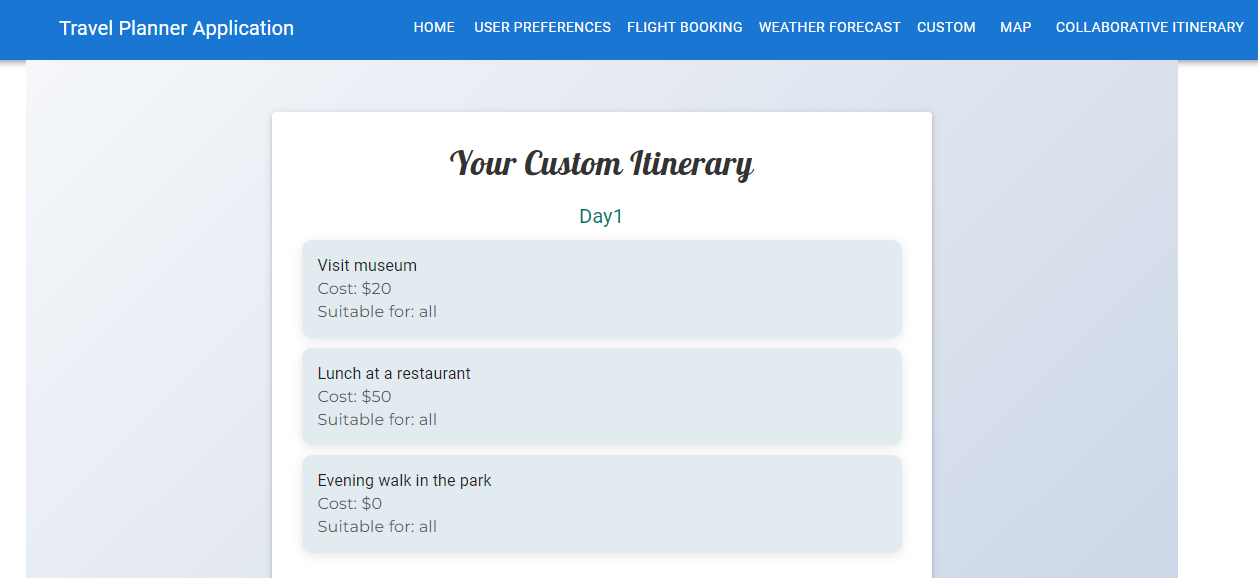 Travel Planner Application
HOME USER PREFERENCES FLIGHT BOOKING WEATHER FORECAST CUSTOM MAP COLLABORATIVE ITINERARY
Your Custom Itinerary
Day1
Visit museum
Cost: $20
Suitable for: all
Lunch at a restaurant
Cost: $50
Suitable for: all
Evening walk in the park
Cost: $0
Suitable for: all